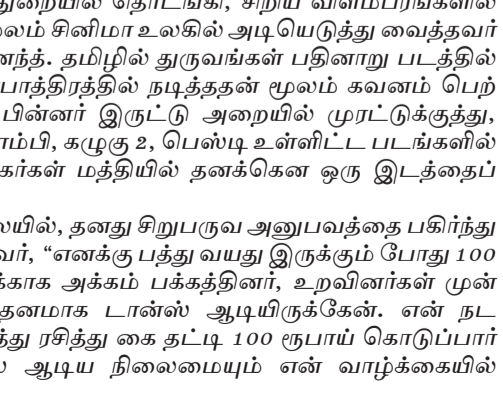 துறையில் தொடங்கி, சிறிய விளம்பரங்களில்
லம் சினிமா உலகில் அடியெடுத்து வைத்தவர்
னந்த். தமிழில் துருவங்கள் பதினாறு படத்தில்
பாத்திரத்தில் நடித்ததன் மூலம் கவனம் பெற்
பின்னர் இருட்டு அறையில் முரட்டுக்குத்து,
ாம்பி, கழுகு 2, பெஸ்டி உள்ளிட்ட படங்களில்
கர்கள் மத்தியில் தனக்கென ஒரு இடத்தைப்
லயில், தனது சிறுபருவ அனுபவத்தை பகிர்ந்து
வர், “எனக்கு பத்து வயது இருக்கும் போது 100
க்காக அக்கம் பக்கத்தினர், உறவினர்கள் முன்
தனமாக டான்ஸ் ஆடியிருக்கேன். என் நட
த்து ரசித்து கை தட்டி 100 ரூபாய் கொடுப்பார்
ல ஆடிய நிலைமையும் என் வாழ்க்கையில்